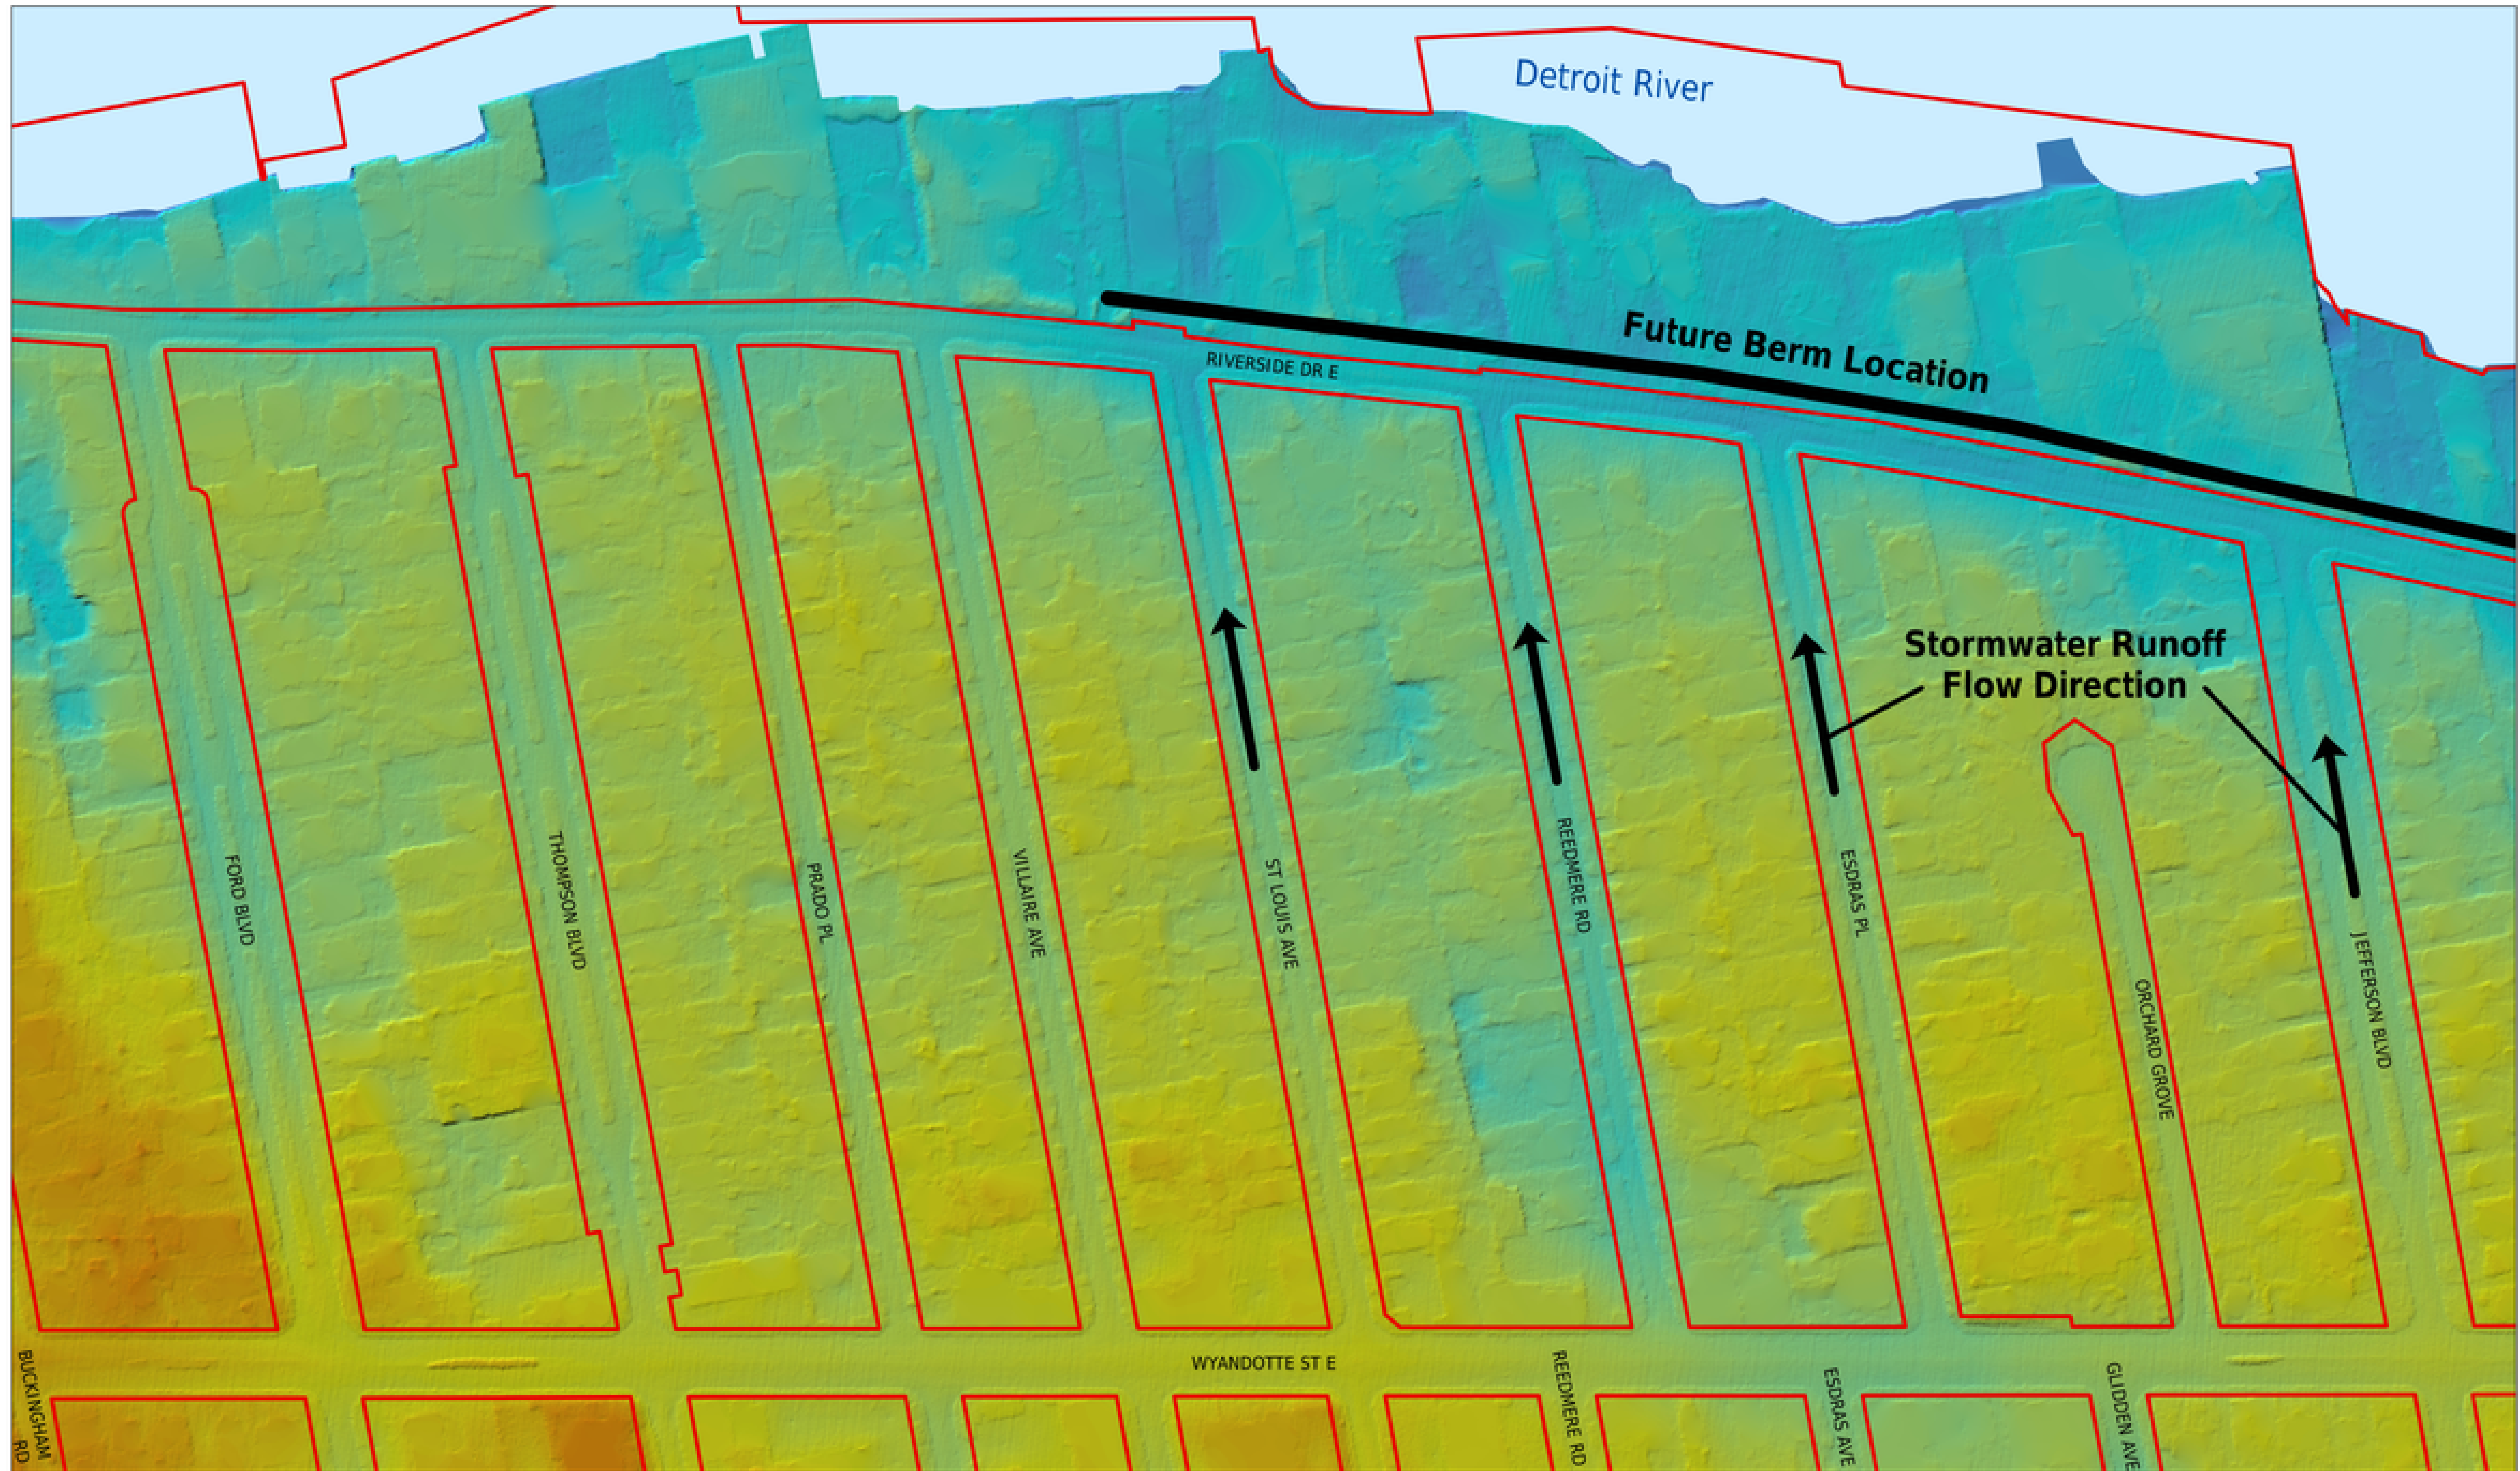 Detroit River
Future Berm Location
RIVERSIDE DR E
Stormwater Runoff
Flow Direction
FORD BLVD
THOMPSON BLVD
PRADO PL
VILLAIRE AVE
ST LOUIS AVE
REEDMERE RD
ESDRAS PL
ORCHARD GROVE
JEFFERSON BLVD
WYANDOTTE ST E
BUCKINGHAM
RD
REEDMERE RD
ESDRAS AVE
GLIDDEN AVE